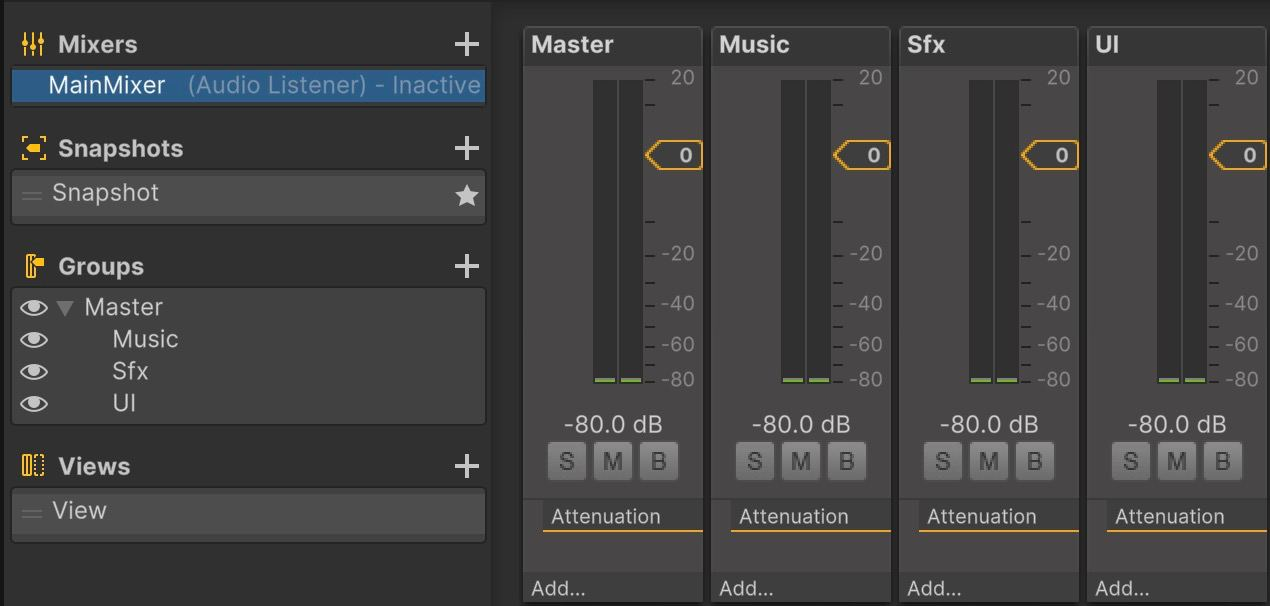 Mixers
MainMixer (Audio Listener) - Inactive
Snapshots
Snapshot
Groups
Master
Music
Sfx
UI
Views
View
Master
20
0
-20
-40
-60
-80
-80.0 dB
S M B
Attenuation
Add...
Music
20
0
-20
-40
-60
-80
-80.0 dB
S M B
Attenuation
Add...
Sfx
20
0
-20
-40
-60
-80
-80.0 dB
S M B
Attenuation
Add...
UI
20
0
-20
-40
-60
-80
-80.0 dB
S M B
Attenuation
Add...